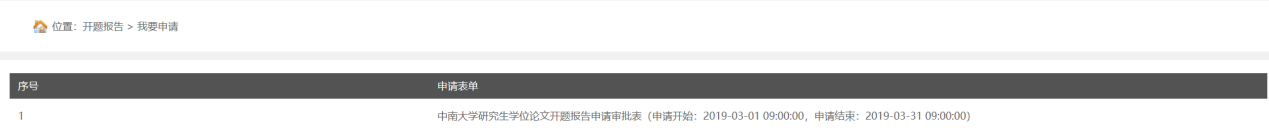 位置：开题报告 > 我要申请
序号 申请表单
1 中南大学研究生学位论文开题报告申请审批表（申请开始：2019-03-01 09:00:00，申请结束：2019-03-31 09:00:00）